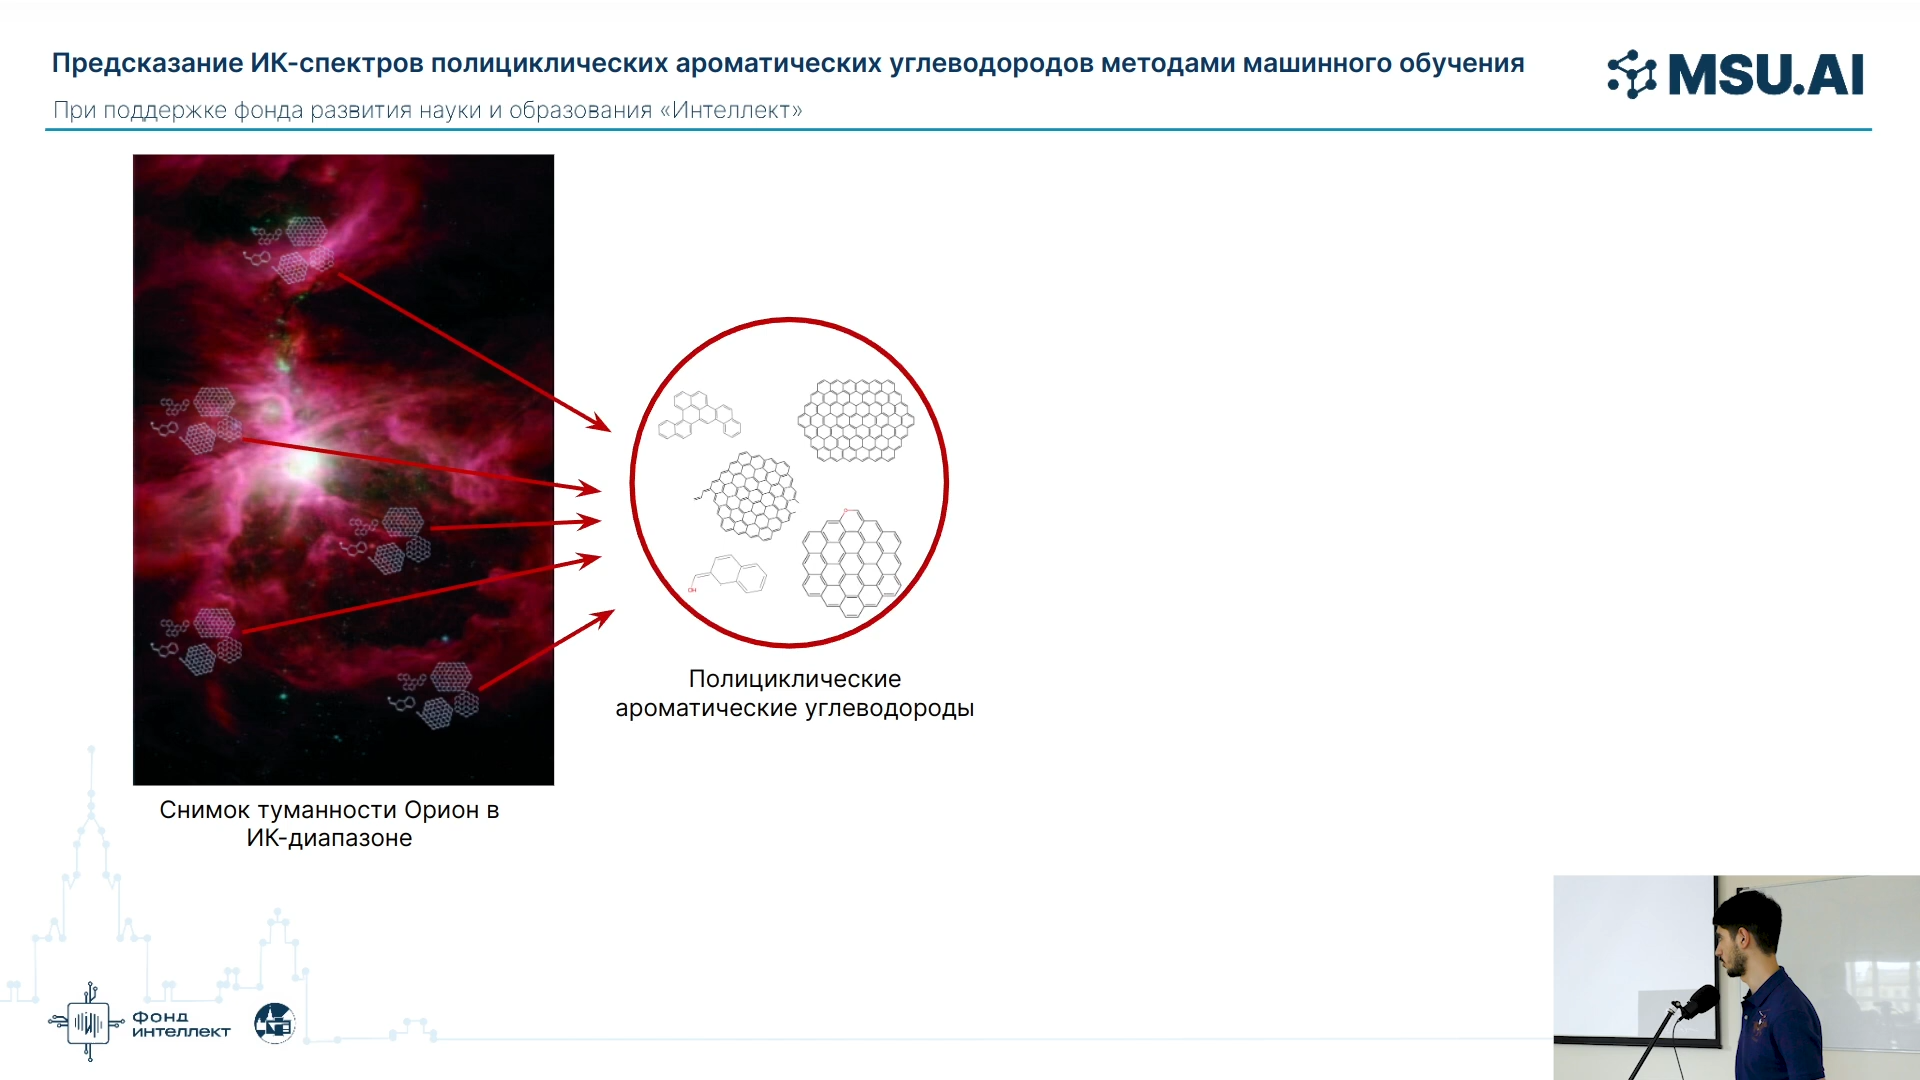 Предсказание ИК-спектров полициклических ароматических углеводородов методами машинного обучения
При поддержке фонда развития науки и образования «Интеллект»
MSU.AI
OH
Полициклические
ароматические углеводороды
Снимок туманности Орион в
ИК-диапазоне
ФОНД
ИНТЕЛЛЕКТ